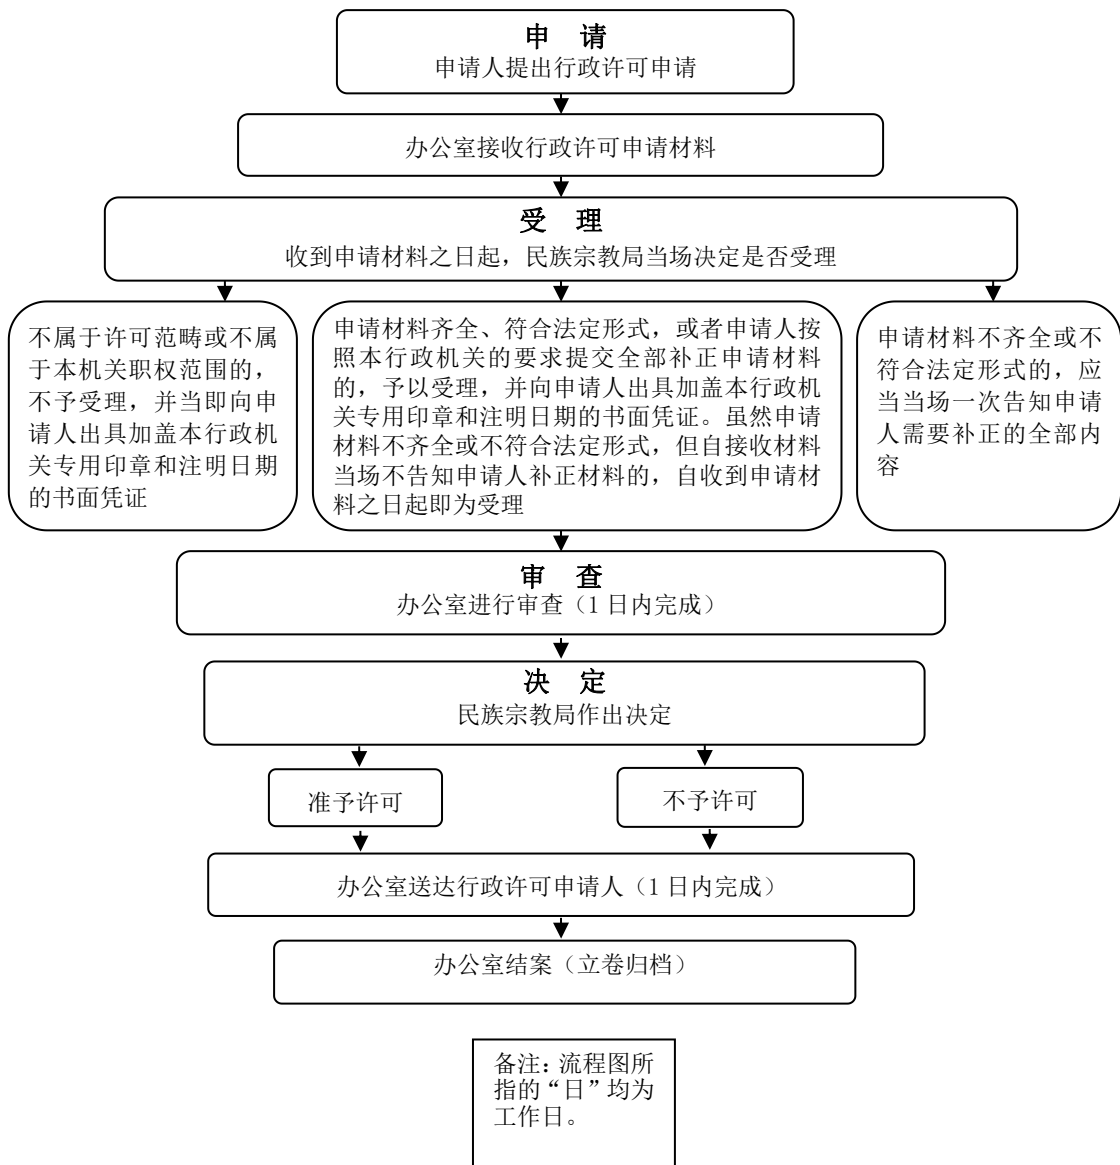 申 请
申请人提出行政许可申请
办公室接收行政许可申请材料
受 理
收到申请材料之日起，民族宗教局当场决定是否受理
不属于许可范畴或不属
于本机关职权范围的，
不予受理，并当即向申
请人出具加盖本行政机
关专用印章和注明日期
的书面凭证
申请材料齐全、符合法定形式，或者申请人按
照本行政机关的要求提交全部补正申请材料
的，予以受理，并向申请人出具加盖本行政机
关专用印章和注明日期的书面凭证。虽然申请
材料不齐全或不符合法定形式，但自接收材料
当场不告知申请人补正材料的，自收到申请材
料之日起即为受理
申请材料不齐全或不
符合法定形式的，应
当当场一次告知申请
人需要补正的全部内
容
审 查
办公室进行审查（1 日内完成）
决 定
民族宗教局作出决定
准予许可
不予许可
办公室送达行政许可申请人（1 日内完成）
办公室结案（立卷归档）
备注：流程图所
指的“日”均为
工作日。